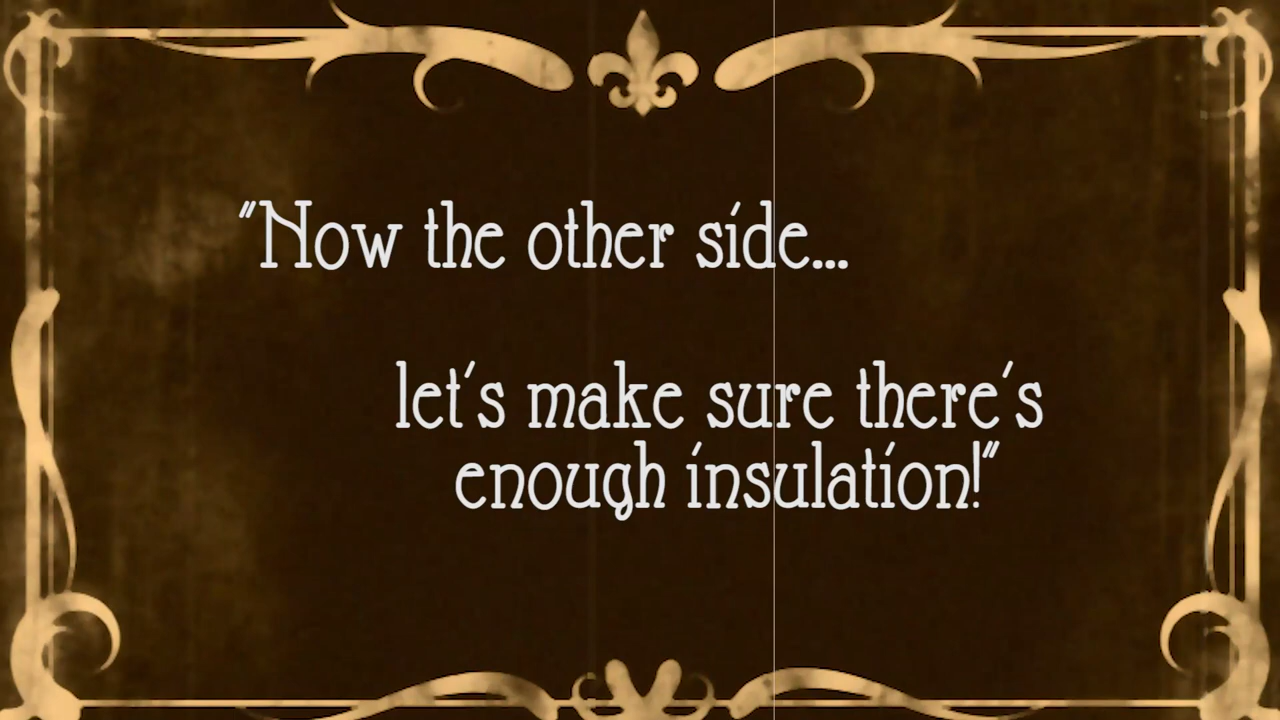 "Now the other side...
let's make sure there's
enough insulation!"